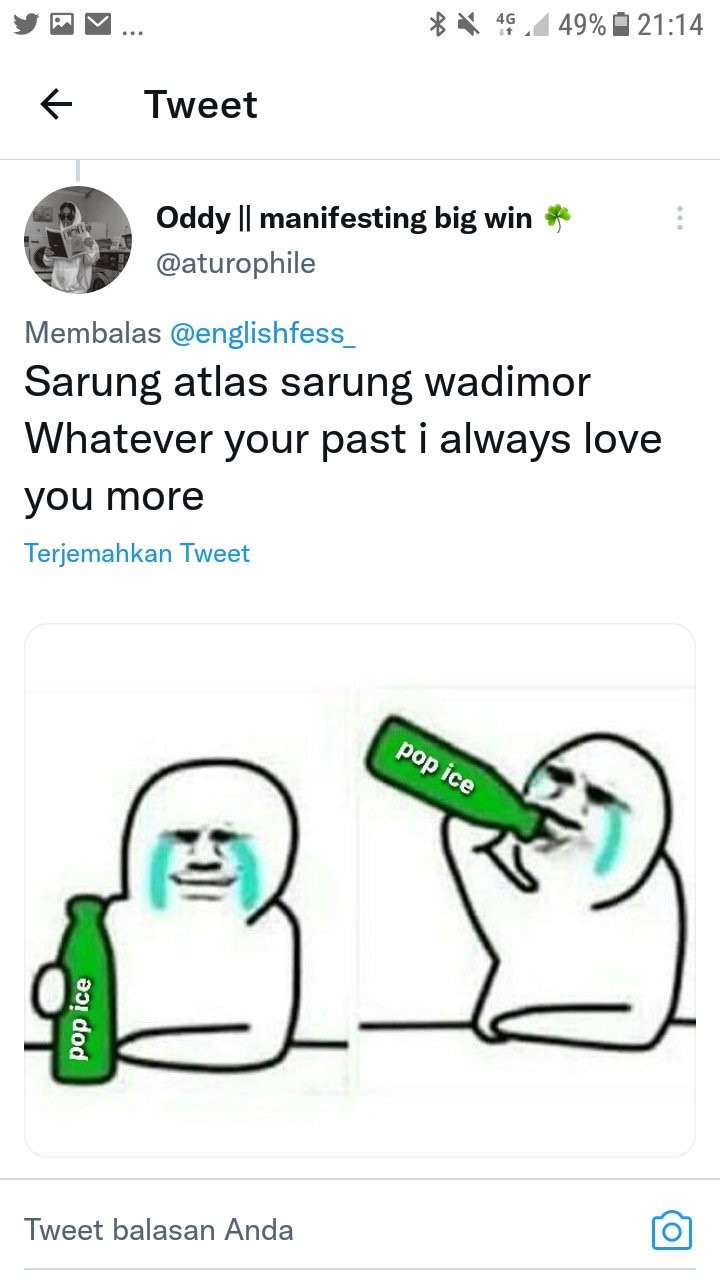 4G 49% 21:14
Tweet
Oddy || manifesting big win ☘️
@aturophile
Membalas @englishfess_
Sarung atlas sarung wadimor
Whatever your past i always love
you more
Terjemahkan Tweet
pop ice
pop ice
Tweet balasan Anda